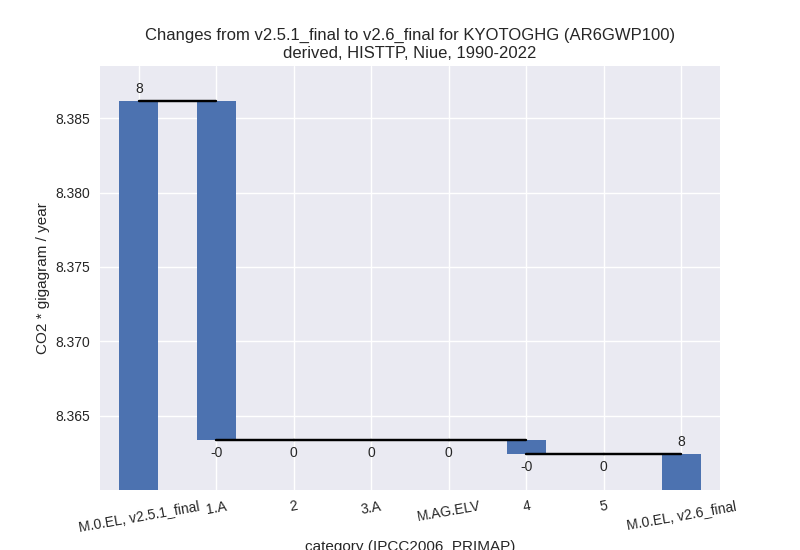 Changes from v2.5.1_final to v2.6_final for KYOTOGHG (AR6GWP100)
derived, HISTTP, Niue, 1990-2022
CO2 * gigagram / year
8.385
8.380
8.375
8.370
8.365
8
-0
0
0
0
-0
0
8
M.0.EL, v2.5.1_final
1.A
2
3.A
M.AG.ELV
4
5
M.0.EL, v2.6_final
category (IPCC2006_PRIMAP)